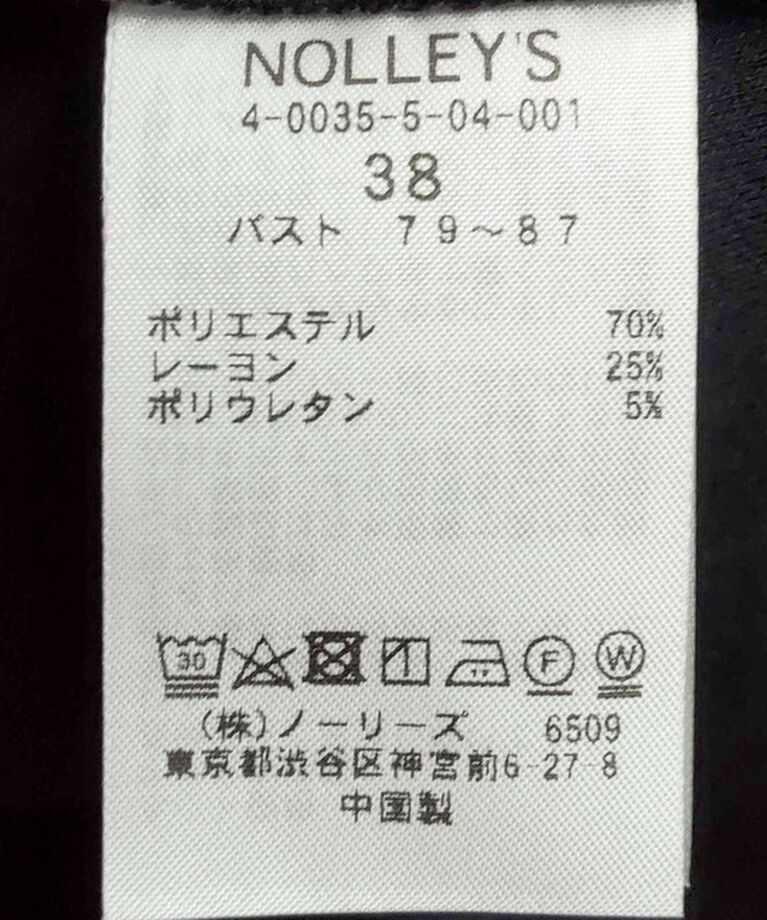 NOLLEY'S
4-0035-5-04-001
38
バスト 79～87
ポリエステル 70%
レーヨン 25%
ポリウレタン 5%
30 F W
(株)ノーリーズ 6509
東京都渋谷区神宮前6-27-8
中国製